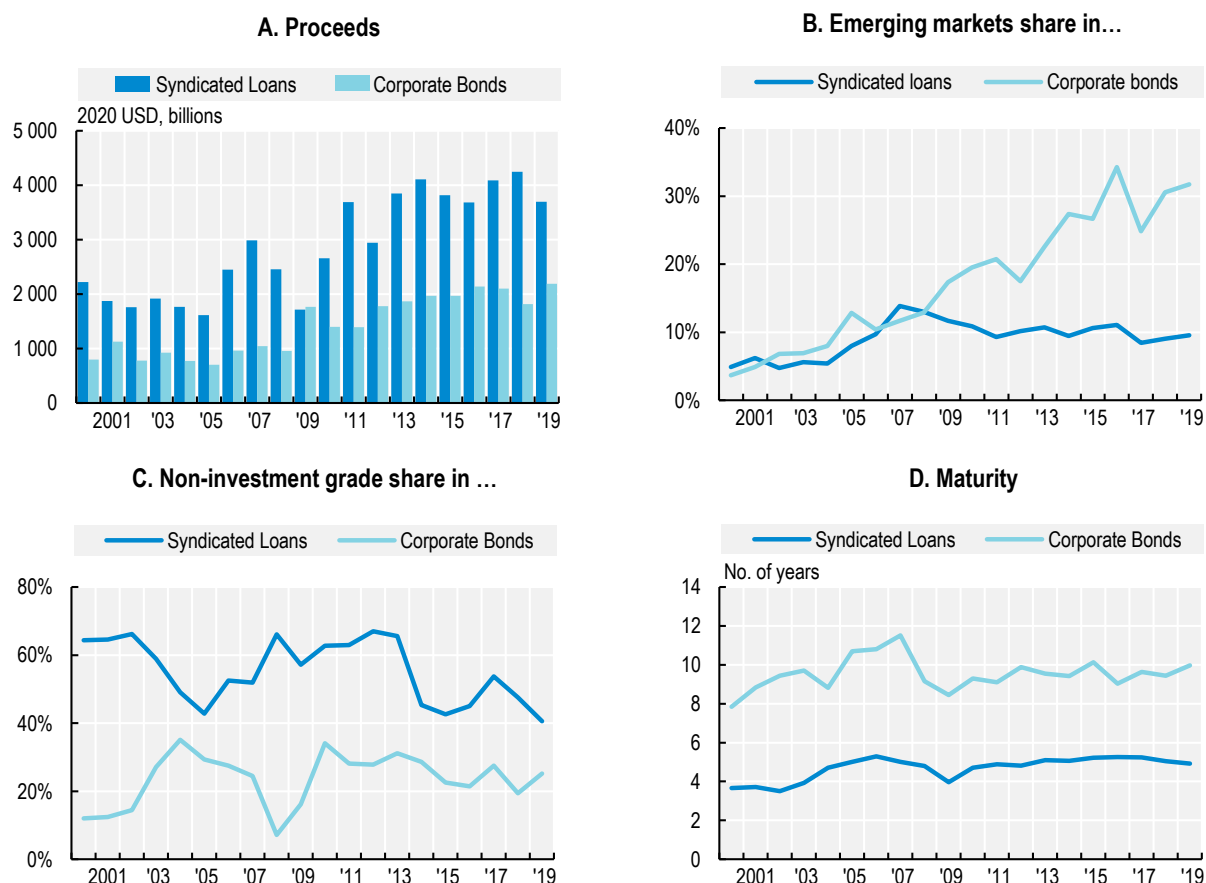 A. Proceeds
Syndicated Loans Corporate Bonds
2020 USD, billions
5 000
4 000
3 000
2 000
1 000
0
2001 '03 '05 '07 '09 '11 '13 '15 '17 '19
B. Emerging markets share in…
Syndicated loans Corporate bonds
40%
30%
20%
10%
0%
2001 '03 '05 '07 '09 '11 '13 '15 '17 '19
C. Non-investment grade share in …
Syndicated Loans Corporate Bonds
80%
60%
40%
20%
0%
2001 '03 '05 '07 '09 '11 '13 '15 '17 '19
D. Maturity
Syndicated Loans Corporate Bonds
No. of years
14
12
10
8
6
4
2
0
2001 '03 '05 '07 '09 '11 '13 '15 '17 '19